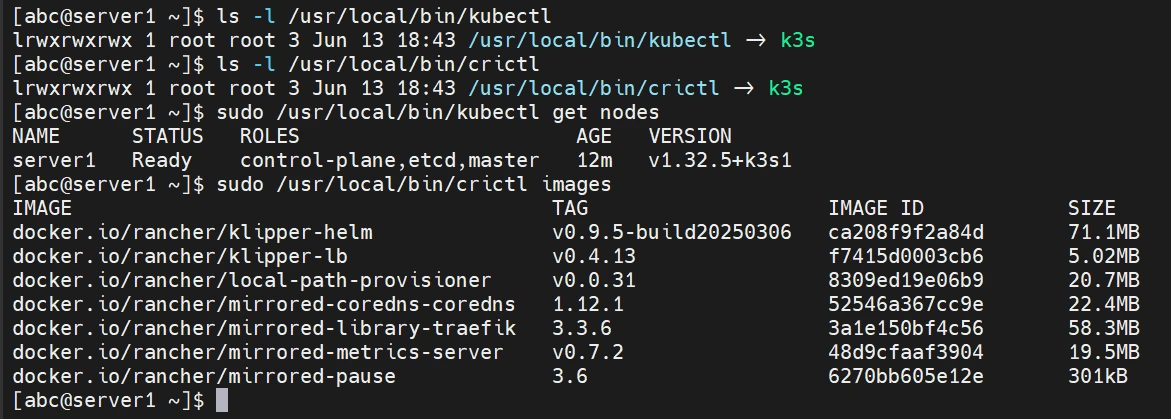 [abc@server1 ~]$ ls -l /usr/local/bin/kubectl
lrwxrwxrwx 1 root root 3 Jun 13 18:43 /usr/local/bin/kubectl → k3s
[abc@server1 ~]$ ls -l /usr/local/bin/crictl
lrwxrwxrwx 1 root root 3 Jun 13 18:43 /usr/local/bin/crictl → k3s
[abc@server1 ~]$ sudo /usr/local/bin/kubectl get nodes
NAME      STATUS   ROLES                       AGE   VERSION
server1   Ready    control-plane,etcd,master   12m   v1.32.5+k3s1
[abc@server1 ~]$ sudo /usr/local/bin/crictl images
IMAGE                                        TAG                    IMAGE ID            SIZE
docker.io/rancher/klipper-helm               v0.9.5-build20250306   ca208f9f2a84d       71.1MB
docker.io/rancher/klipper-lb                 v0.4.13                f7415d0003cb6       5.02MB
docker.io/rancher/local-path-provisioner     v0.0.31                8309ed19e06b9       20.7MB
docker.io/rancher/mirrored-coredns-coredns   1.12.1                 52546a367cc9e       22.4MB
docker.io/rancher/mirrored-library-traefik   3.3.6                  3a1e150bf4c56       58.3MB
docker.io/rancher/mirrored-metrics-server    v0.7.2                 48d9cfaaf3904       19.5MB
docker.io/rancher/mirrored-pause             3.6                    6270bb605e12e       301kB
[abc@server1 ~]$